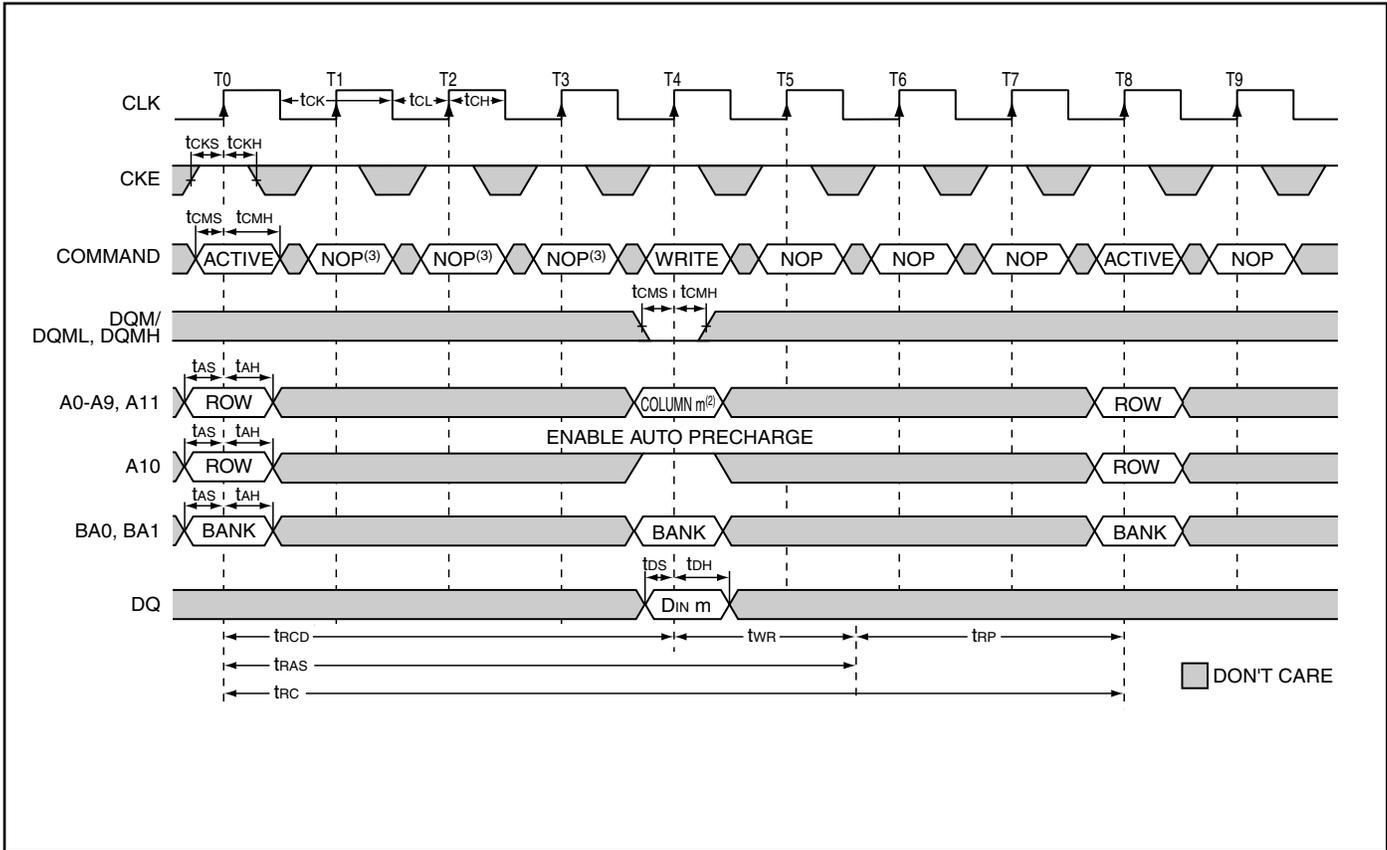 T0 T1 T2 T3 T4 T5 T6 T7 T8 T9
CLK tCK tCL tCH
tCKS tCKH
CKE
tCMS tCMH
COMMAND ACTIVE NOP(3) NOP(3) NOP(3) WRITE NOP NOP NOP ACTIVE NOP
tCMS tCMH
DQM/
DQML, DQMH
tAS tAH
A0-A9, A11 ROW COLUMN m(2) ROW
tAS tAH ENABLE AUTO PRECHARGE
A10 ROW ROW
tAS tAH
BA0, BA1 BANK BANK BANK
tDS tDH
DQ DIN m
tRCD tWR tRP
tRAS
DON'T CARE
tRC